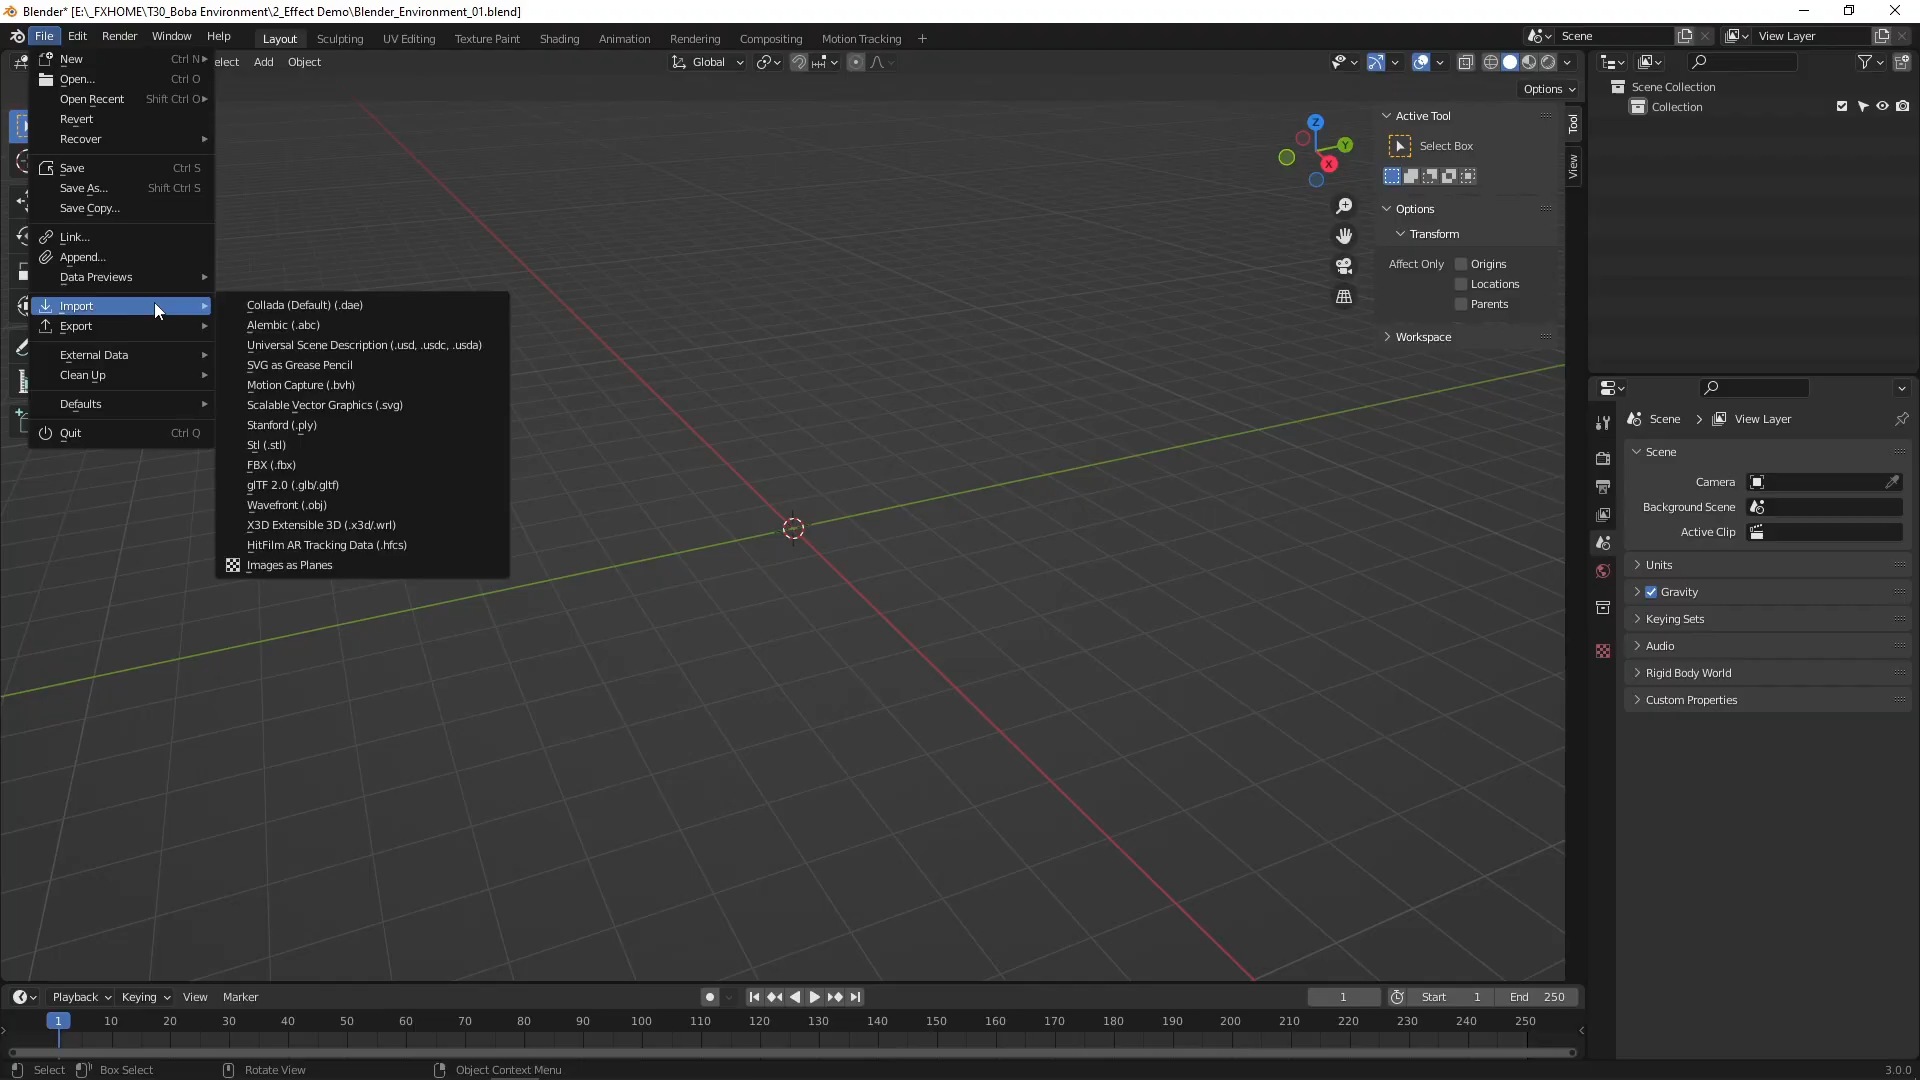 Blender* [E:\_FXHOME\T30_Boba Environment\2_Effect Demo\Blender_Environment_01.blend]
File Edit Render Window Help Layout Sculpting UV Editing Texture Paint Shading Animation Rendering Compositing Motion Tracking + Scene View Layer
elect Add Object Global
Options
New Ctrl N
Open... Ctrl O
Open Recent Shift Ctrl O
Revert
Recover
Save Ctrl S
Save As... Shift Ctrl S
Save Copy...
Link...
Append...
Data Previews
Import
Export
External Data
Clean Up
Defaults
Quit Ctrl Q
Collada (Default) (.dae)
Alembic (.abc)
Universal Scene Description (.usd, .usdc, .usda)
SVG as Grease Pencil
Motion Capture (.bvh)
Scalable Vector Graphics (.svg)
Stanford (.ply)
Stl (.stl)
FBX (.fbx)
glTF 2.0 (.glb/.gltf)
Wavefront (.obj)
X3D Extensible 3D (.x3d/.wrl)
HitFilm AR Tracking Data (.hfcs)
Images as Planes
Z
Y
X
Active Tool
Select Box
Options
Transform
Affect Only Origins
Locations
Parents
Workspace
Tool
View
Scene Collection
Collection
Scene > View Layer
Scene
Camera
Background Scene
Active Clip
Units
Gravity
Keying Sets
Audio
Rigid Body World
Custom Properties
Playback Keying View Marker 1 Start 1 End 250
1 10 20 30 40 50 60 70 80 90 100 110 120 130 140 150 160 170 180 190 200 210 220 230 240 250
Select Box Select Rotate View Object Context Menu 3.0.0